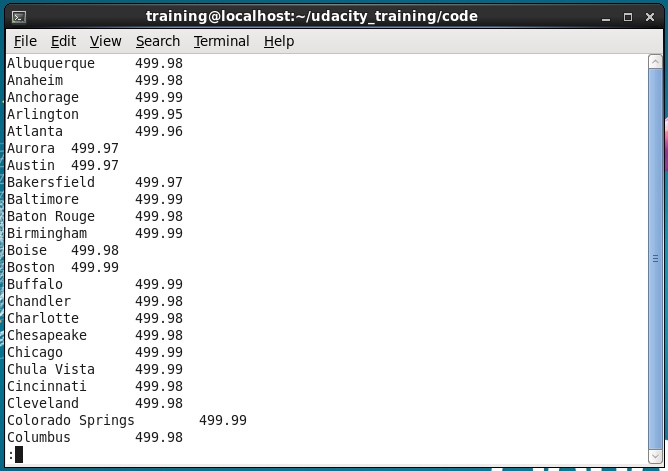 training@localhost:~/udacity_training/code
File Edit View Search Terminal Help
Albuquerque 499.98
Anaheim 499.98
Anchorage 499.99
Arlington 499.95
Atlanta 499.96
Aurora 499.97
Austin 499.97
Bakersfield 499.97
Baltimore 499.99
Baton Rouge 499.98
Birmingham 499.99
Boise 499.98
Boston 499.99
Buffalo 499.99
Chandler 499.98
Charlotte 499.98
Chesapeake 499.98
Chicago 499.99
Chula Vista 499.99
Cincinnati 499.98
Cleveland 499.98
Colorado Springs 499.99
Columbus 499.98
: